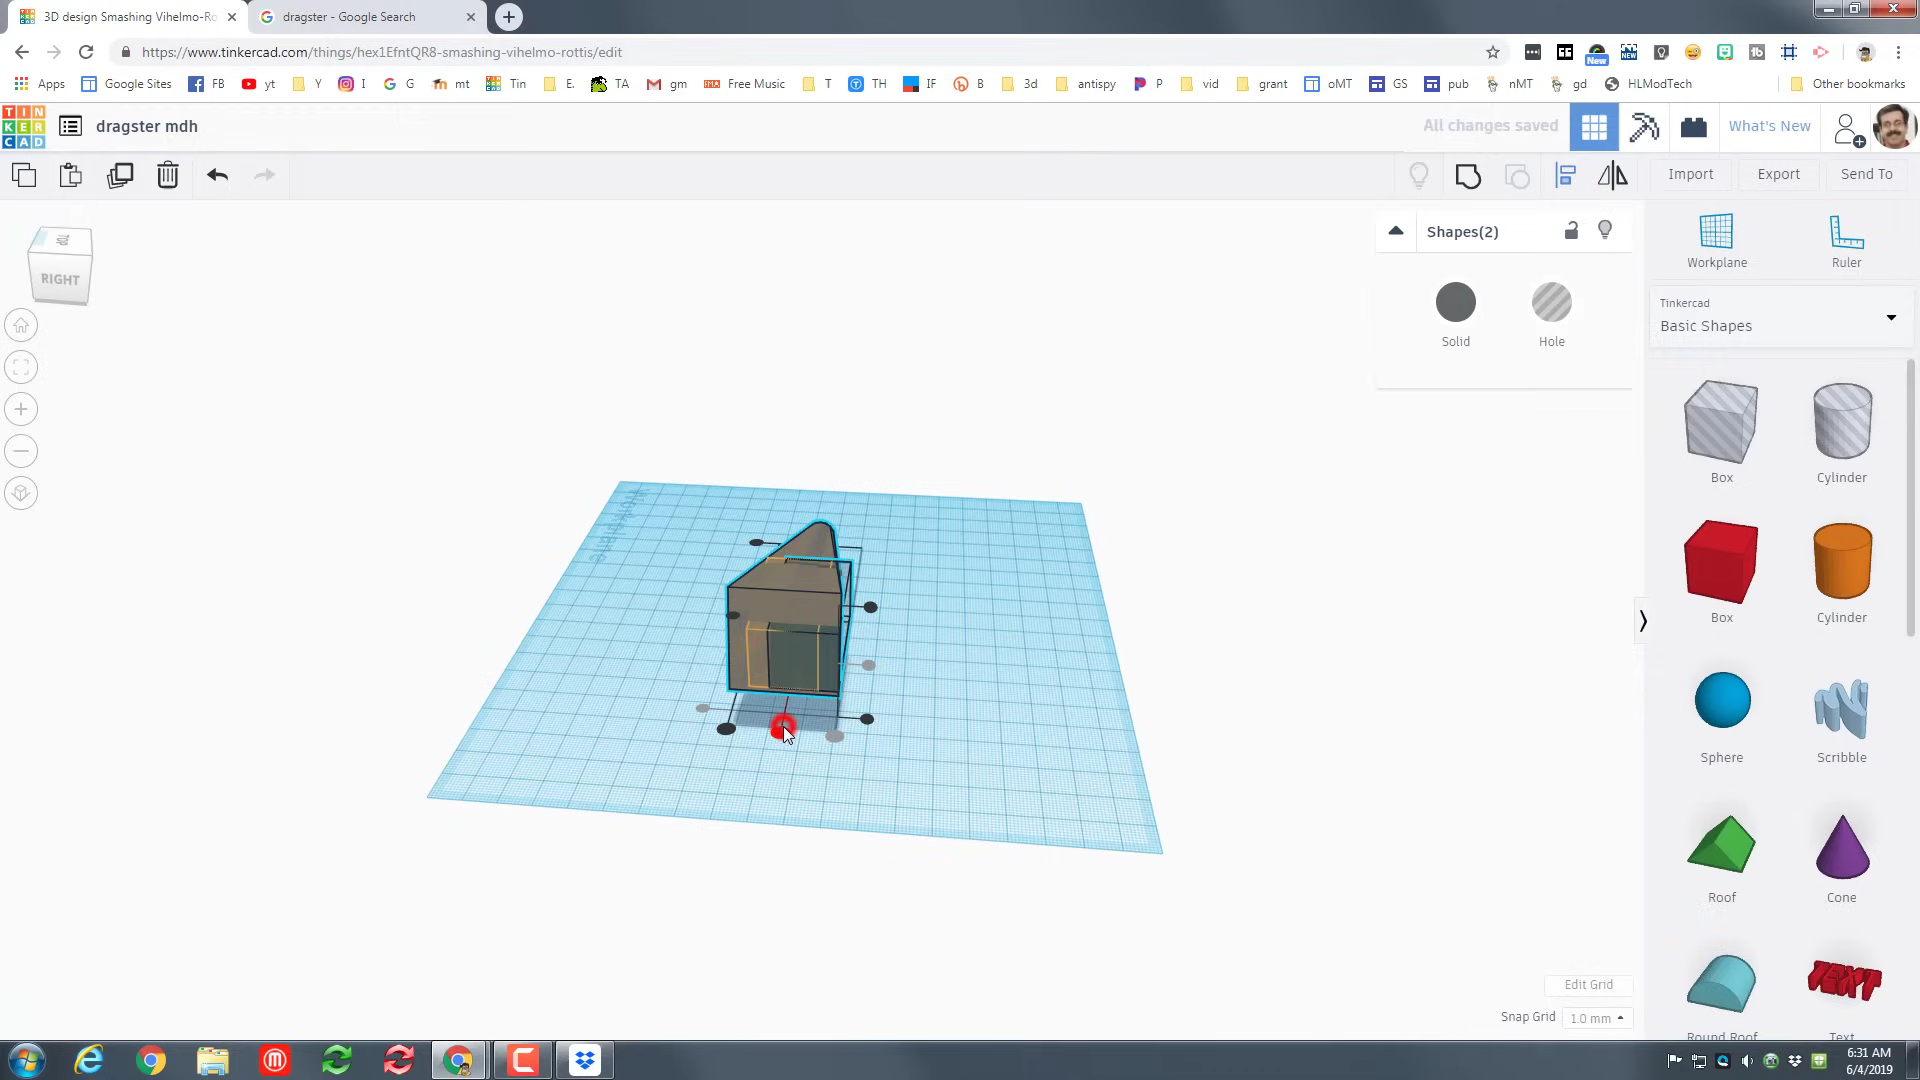 3D design Smashing Vihelmo-Ro
dragster - Google Search
https://www.tinkercad.com/things/hex1EfntQR8-smashing-vihelmo-rottis/edit
New
NEW
Apps
Google Sites
FB
yt
Y
I
G
mt
Tin
E.
TA
gm
Free Music
T
TH
IF
B
3d
antispy
P
vid
grant
oMT
GS
pub
nMT
gd
HLModTech
Other bookmarks
TIN
KER
CAD
dragster mdh
All changes saved
What's New
Import
Export
Send To
TOP
RIGHT
Shapes(2)
Solid
Hole
Workplane
Ruler
Tinkercad
Basic Shapes
Box
Cylinder
Box
Cylinder
Sphere
Scribble
Roof
Cone
Round Roof
Text
Workplane
Edit Grid
Snap Grid
1.0 mm
6:31 AM
6/4/2019